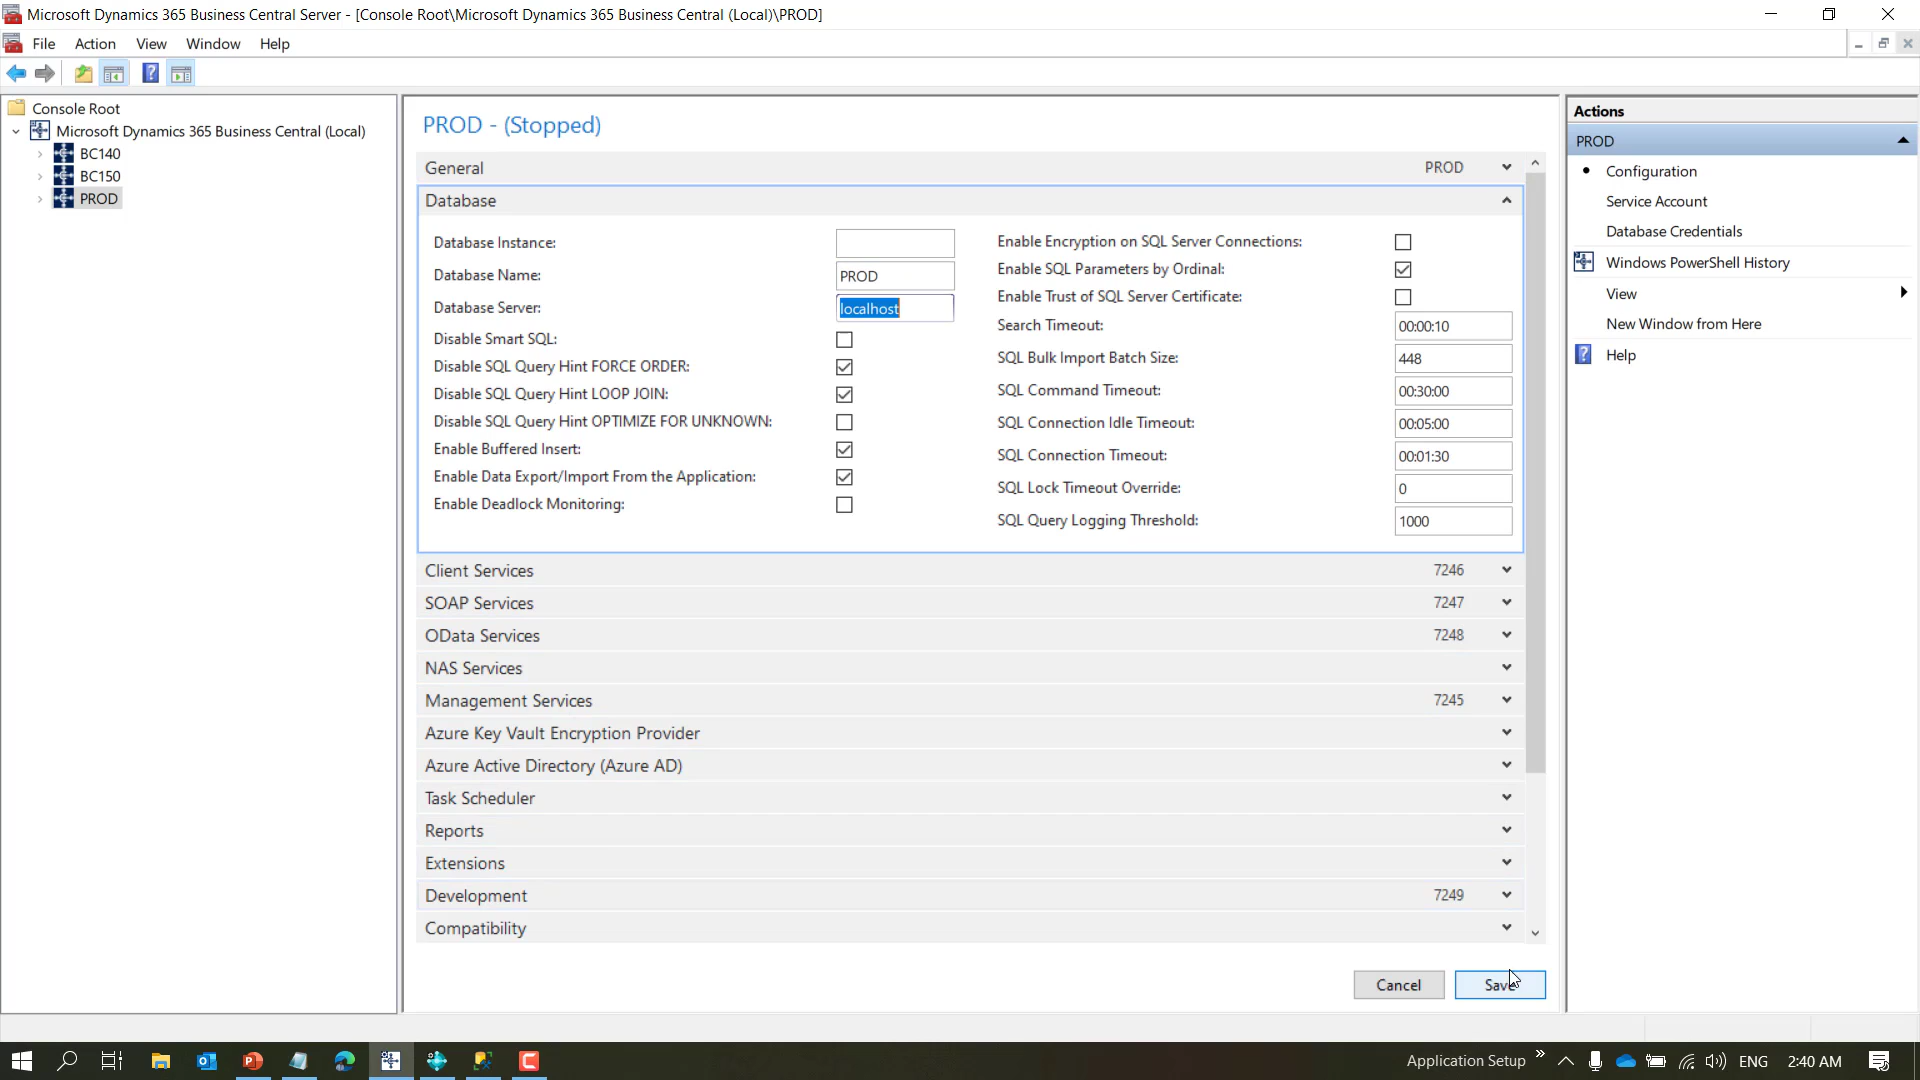 Microsoft Dynamics 365 Business Central Server - [Console Root\Microsoft Dynamics 365 Business Central (Local)\PROD]
File Action View Window Help
Console Root
Microsoft Dynamics 365 Business Central (Local)
BC140
BC150
PROD
PROD - (Stopped)
General PROD
Database
Database Instance:
Database Name: PROD
Database Server: localhost
Disable Smart SQL:
Disable SQL Query Hint FORCE ORDER:
Disable SQL Query Hint LOOP JOIN:
Disable SQL Query Hint OPTIMIZE FOR UNKNOWN:
Enable Buffered Insert:
Enable Data Export/Import From the Application:
Enable Deadlock Monitoring:
Enable Encryption on SQL Server Connections:
Enable SQL Parameters by Ordinal:
Enable Trust of SQL Server Certificate:
Search Timeout: 00:00:10
SQL Bulk Import Batch Size: 448
SQL Command Timeout: 00:30:00
SQL Connection Idle Timeout: 00:05:00
SQL Connection Timeout: 00:01:30
SQL Lock Timeout Override: 0
SQL Query Logging Threshold: 1000
Client Services 7246
SOAP Services 7247
OData Services 7248
NAS Services
Management Services 7245
Azure Key Vault Encryption Provider
Azure Active Directory (Azure AD)
Task Scheduler
Reports
Extensions
Development 7249
Compatibility
Cancel Save
Actions
PROD
Configuration
Service Account
Database Credentials
Windows PowerShell History
View
New Window from Here
Help
Application Setup ENG 2:40 AM